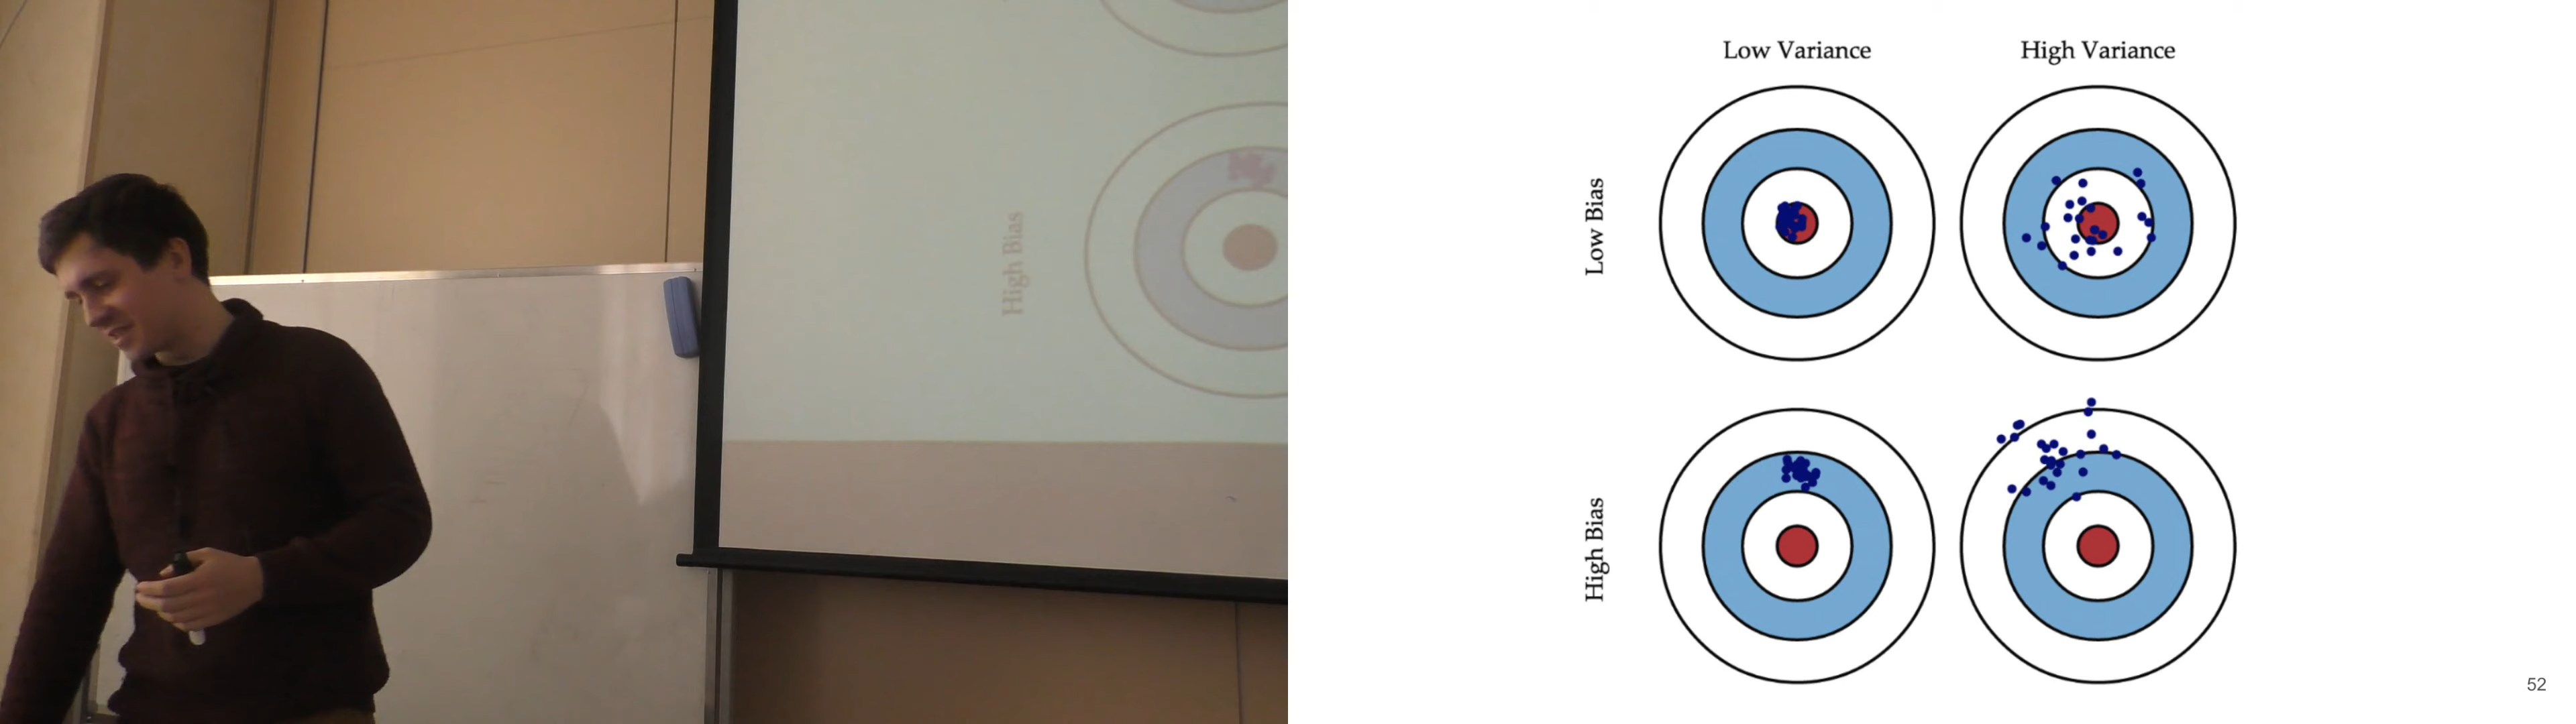 High Bias
Low Variance
High Variance
Low Bias
High Bias
52